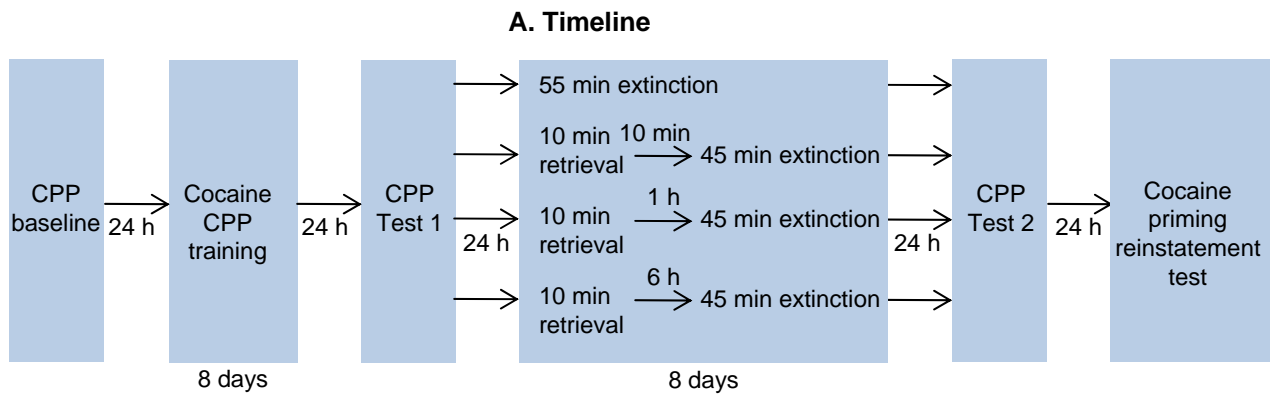 A. Timeline
CPP
baseline
24 h
Cocaine
CPP
training
8 days
24 h
CPP
Test 1
24 h
55 min extinction
10 min
retrieval
10 min
45 min extinction
10 min
retrieval
1 h
45 min extinction
10 min
retrieval
6 h
45 min extinction
8 days
24 h
CPP
Test 2
24 h
Cocaine
priming
reinstatement
test